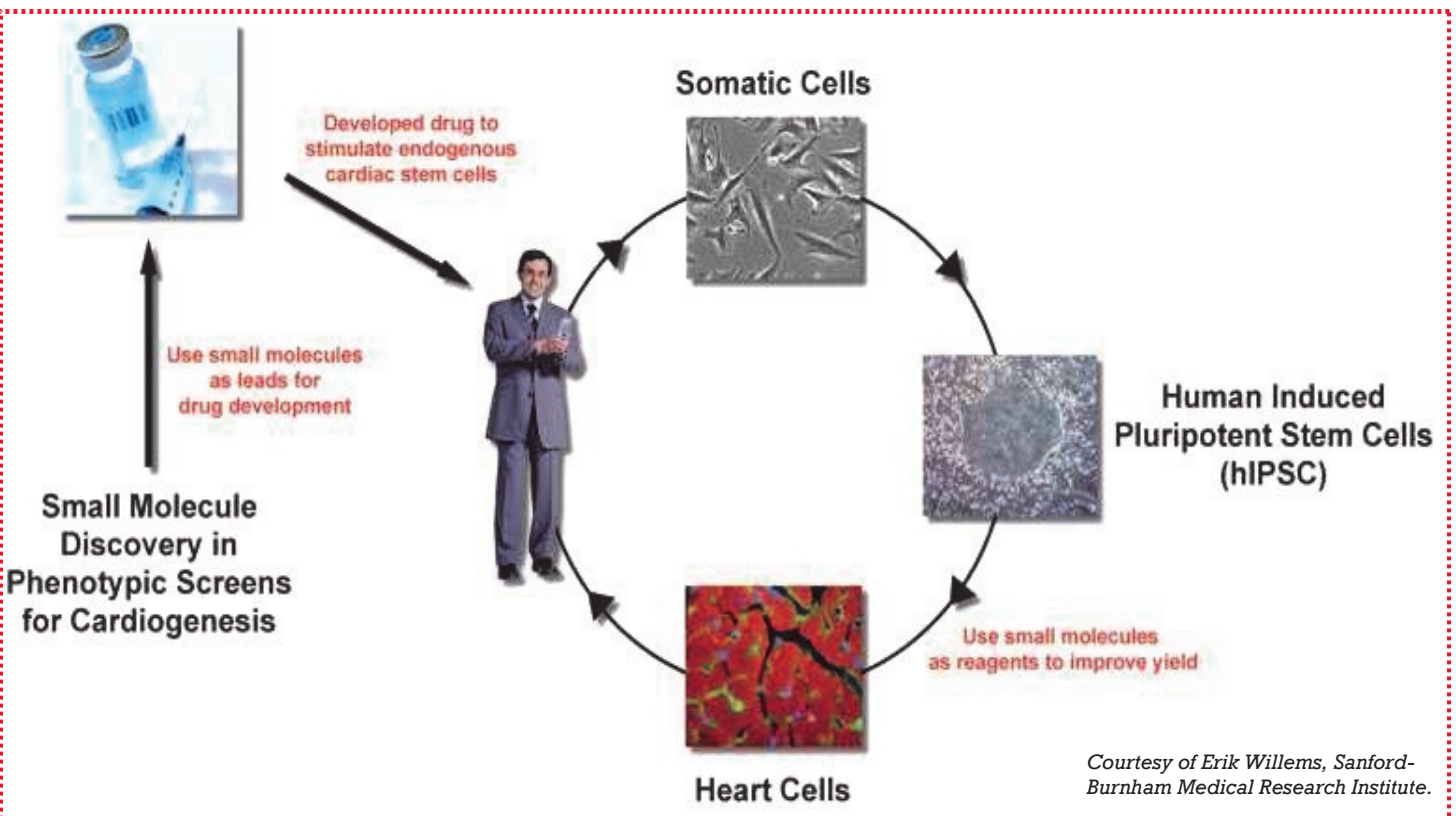 Somatic Cells
Developed drug to
stimulate endogenous
cardiac stem cells
Use small molecules
as leads for
drug development
Human Induced
Pluripotent Stem Cells
(hIPSC)
Small Molecule
Discovery in
Phenotypic Screens
for Cardiogenesis
Use small molecules
as reagents to improve yield
Heart Cells
Courtesy of Erik Willems, Sanford-
Burnham Medical Research Institute.